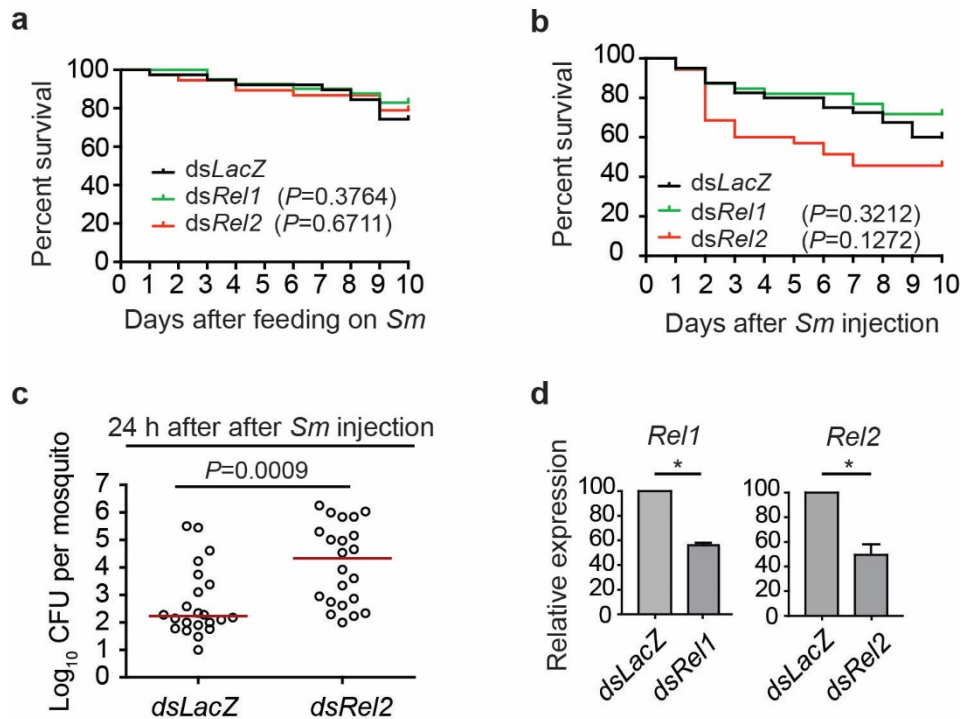 a
100
80
60
40
20
0
Percent survival
dsLacZ
dsRel1 (P=0.3764)
dsRel2 (P=0.6711)
0 1 2 3 4 5 6 7 8 9 10
Days after feeding on Sm
b
100
80
60
40
20
0
Percent survival
dsLacZ
dsRel1 (P=0.3212)
dsRel2 (P=0.1272)
0 1 2 3 4 5 6 7 8 9 10
Days after Sm injection
c
24 h after after Sm injection
P=0.0009
Log10 CFU per mosquito
7
6
5
4
3
2
1
0
dsLacZ dsRel2
d
Relative expression
Rel1
*
100
80
60
40
20
0
dsLacZ dsRel1
Rel2
*
100
80
60
40
20
0
dsLacZ dsRel2